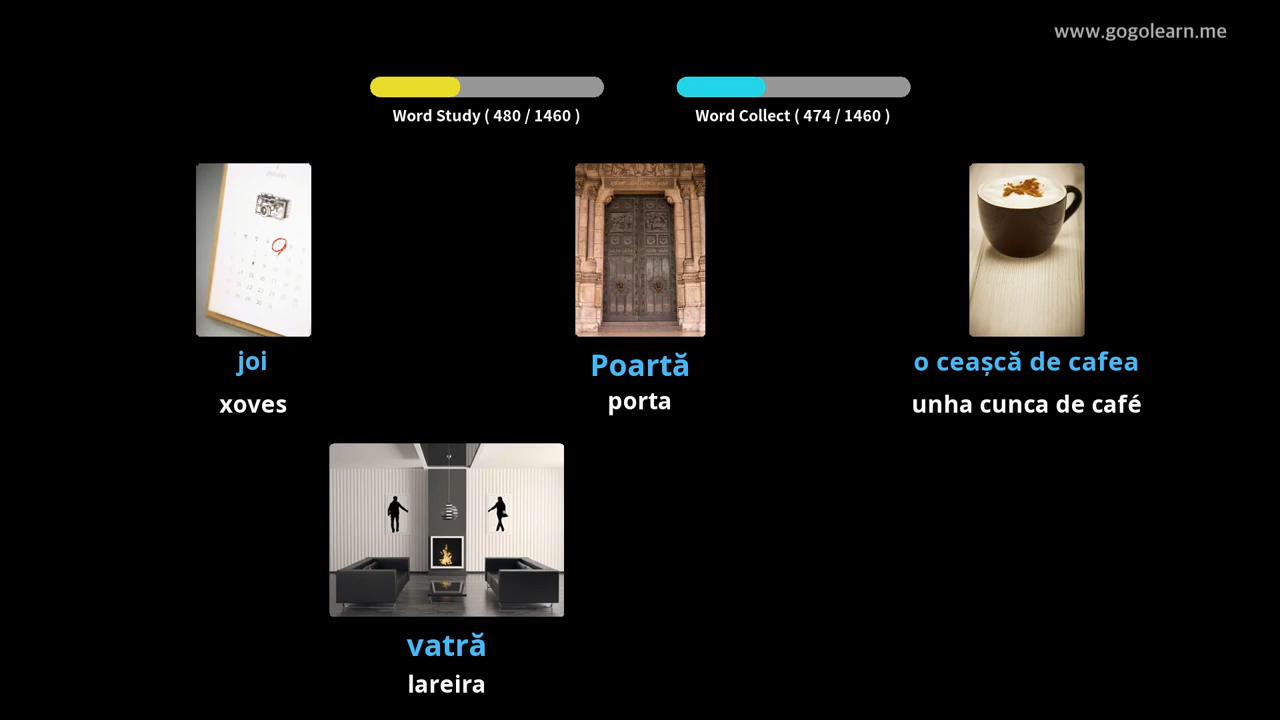 www.gogolearn.me
Word Study ( 480 / 1460 )
Word Collect ( 474 / 1460 )
joi
xoves
Poartă
porta
o ceașcă de cafea
unha cunca de café
vatră
lareira